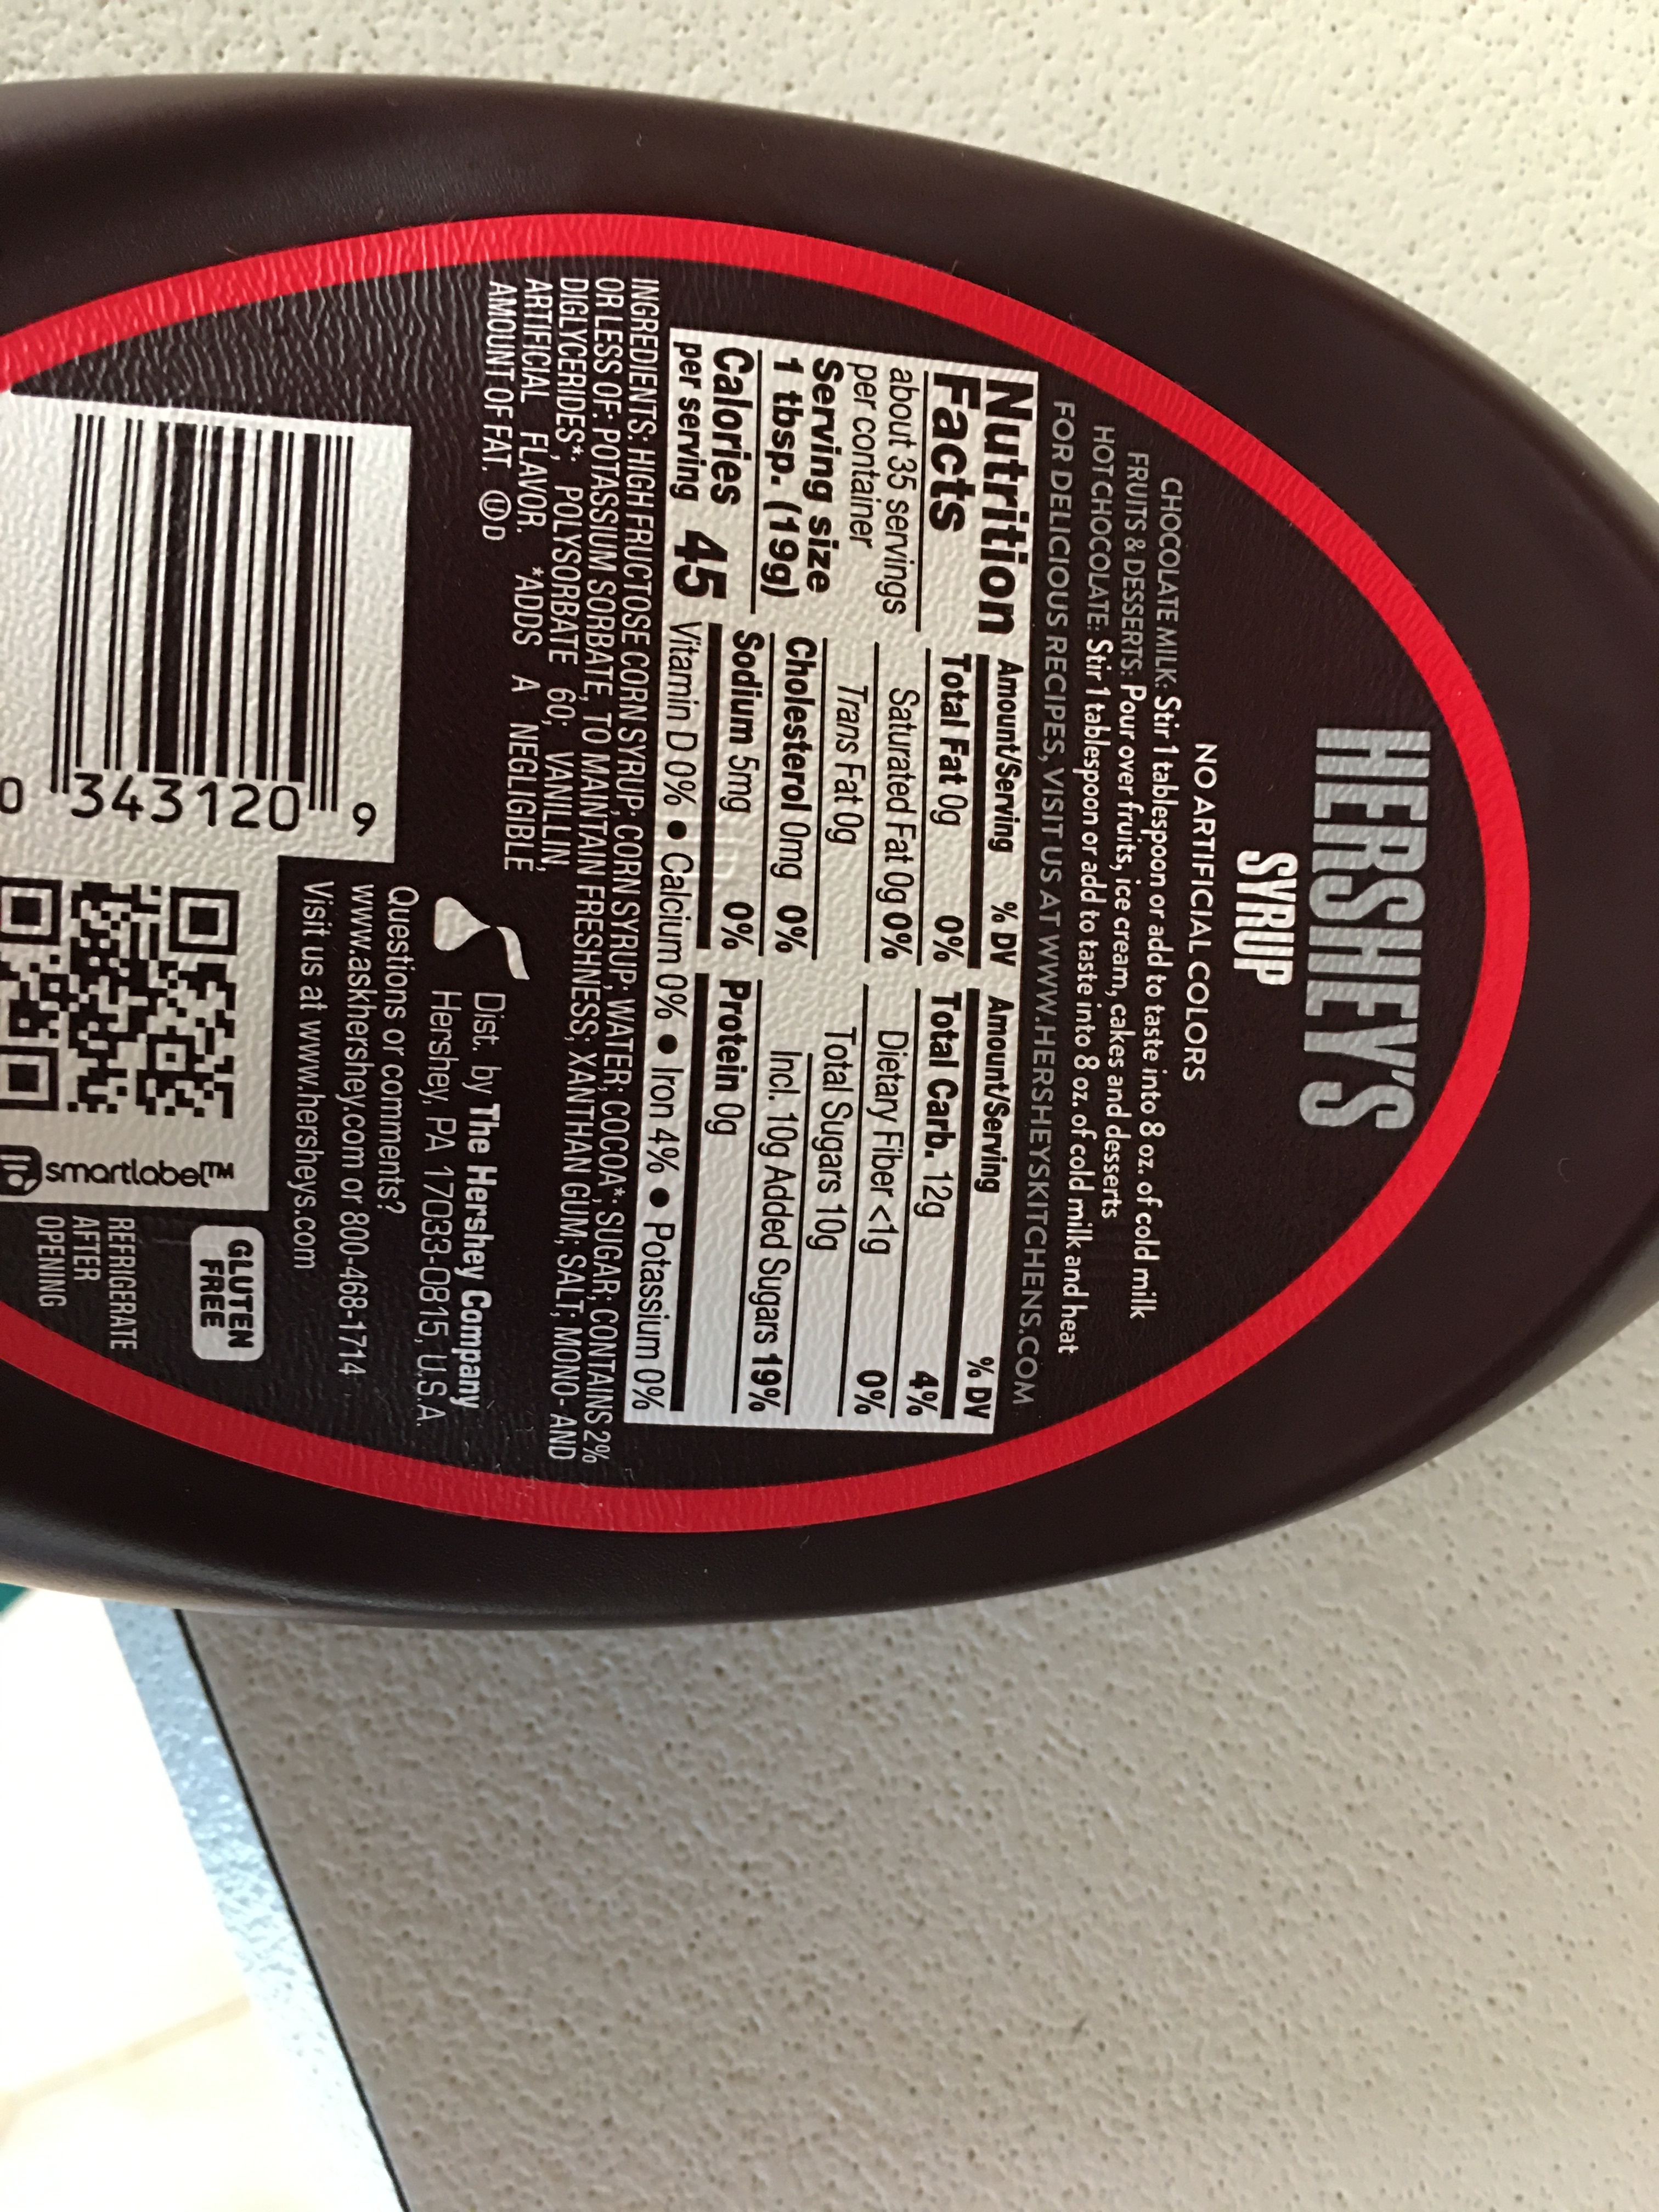 HERSHEY'S
SYRUP
NO ARTIFICIAL COLORS
CHOCOLATE MILK: Stir 1 tablespoon or add to taste into 8 oz. of cold milk
FRUITS & DESSERTS: Pour over fruits, ice cream, cakes and desserts
HOT CHOCOLATE: Stir 1 tablespoon or add to taste into 8 oz. of cold milk and heat
FOR DELICIOUS RECIPES, VISIT US AT WWW.HERSHEYSKITCHENS.COM
Nutrition
Facts
about 35 servings
per container
Serving size
1 tbsp. (19g)
Calories
per serving 45
Amount/Serving % DV
Total Fat 0g 0%
Saturated Fat 0g 0%
Trans Fat 0g
Cholesterol 0mg 0%
Sodium 5mg 0%
Amount/Serving % DV
Total Carb. 12g 4%
Dietary Fiber <1g 0%
Total Sugars 10g
Incl. 10g Added Sugars 19%
Protein 0g
Vitamin D 0% • Calcium 0% • Iron 4% • Potassium 0%
INGREDIENTS: HIGH FRUCTOSE CORN SYRUP; CORN SYRUP; WATER; COCOA*; SUGAR; CONTAINS 2%
OR LESS OF: POTASSIUM SORBATE, TO MAINTAIN FRESHNESS; XANTHAN GUM; SALT; MONO- AND
DIGLYCERIDES*; POLYSORBATE 60; VANILLIN,
ARTIFICIAL FLAVOR. *ADDS A NEGLIGIBLE
AMOUNT OF FAT. Ⓤ D
Dist. by The Hershey Company
Hershey, PA 17033-0815, U.S.A.
Questions or comments?
www.askhershey.com or 800-468-1714
Visit us at www.hersheys.com
0 343120 9
smartlabel™
GLUTEN
FREE
REFRIGERATE
AFTER
OPENING